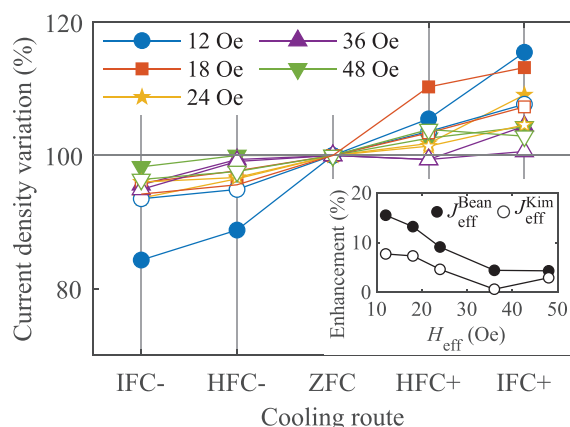 120
100
80
Current density variation (%)
12 Oe
18 Oe
24 Oe
36 Oe
48 Oe
20
10
0
Enhancement (%)
J_eff^Bean J_eff^Kim
10 20 30 40 50
H_eff (Oe)
IFC- HFC- ZFC HFC+ IFC+
Cooling route